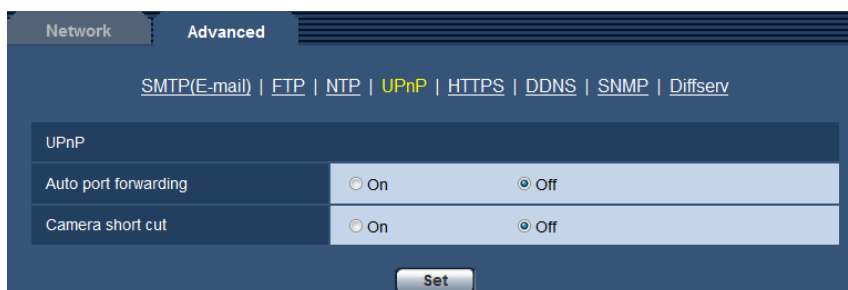 Network Advanced
SMTP(E-mail) | FTP | NTP | UPnP | HTTPS | DDNS | SNMP | Diffserv
UPnP
Auto port forwarding On Off
Camera short cut On Off
Set